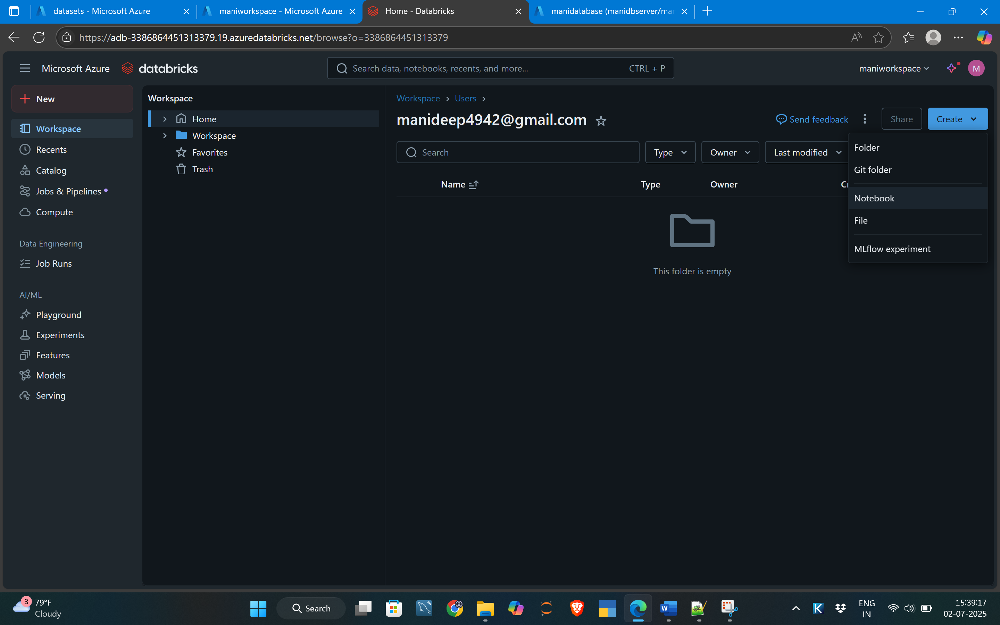 datasets - Microsoft Azure
maniworkspace - Microsoft Azure
Home - Databricks
manidatabase (manidbserver/mar
https://adb-3386864451313379.19.azuredatabricks.net/browse?o=3386864451313379
Microsoft Azure databricks
Search data, notebooks, recents, and more... CTRL + P
maniworkspace
M
New
Workspace
Recents
Catalog
Jobs & Pipelines
Compute
Data Engineering
Job Runs
AI/ML
Playground
Experiments
Features
Models
Serving
Workspace
Home
Workspace
Favorites
Trash
Workspace > Users >
manideep4942@gmail.com
Send feedback
Share
Create
Search
Type
Owner
Last modified
Name Type Owner
Folder
Git folder
Notebook
File
MLflow experiment
This folder is empty
3
79°F
Cloudy
Search
ENG
IN
15:39:17
02-07-2025